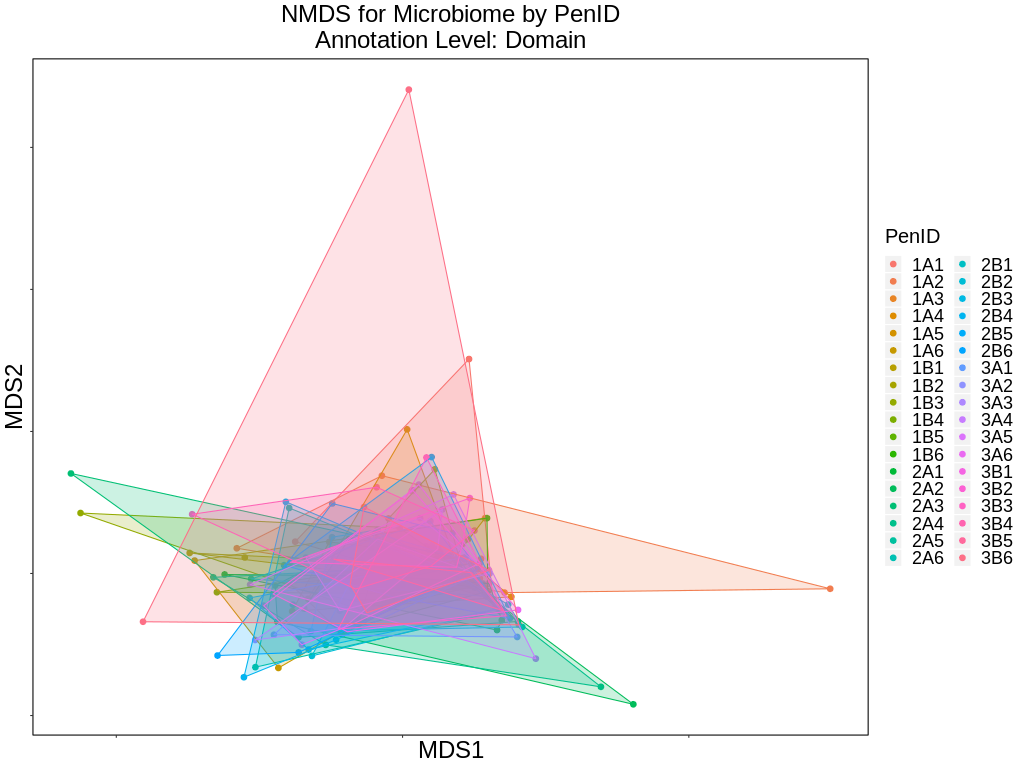 NMDS for Microbiome by PenID
Annotation Level: Domain
MDS2
MDS1
PenID
1A1
1A2
1A3
1A4
1A5
1A6
1B1
1B2
1B3
1B4
1B5
1B6
2A1
2A2
2A3
2A4
2A5
2A6
2B1
2B2
2B3
2B4
2B5
2B6
3A1
3A2
3A3
3A4
3A5
3A6
3B1
3B2
3B3
3B4
3B5
3B6